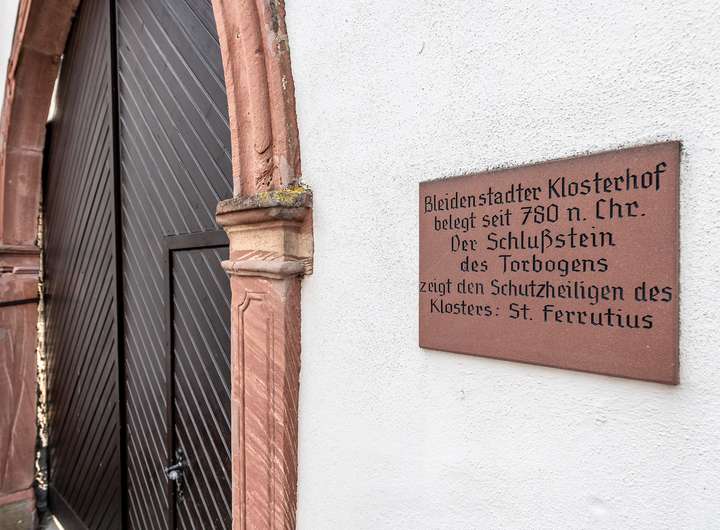 Bleidenstadter Klosterhof
belegt seit 780 n. Chr.
Der Schlußstein
des Torbogens
zeigt den Schutzheiligen des
Klosters: St. Ferrutius